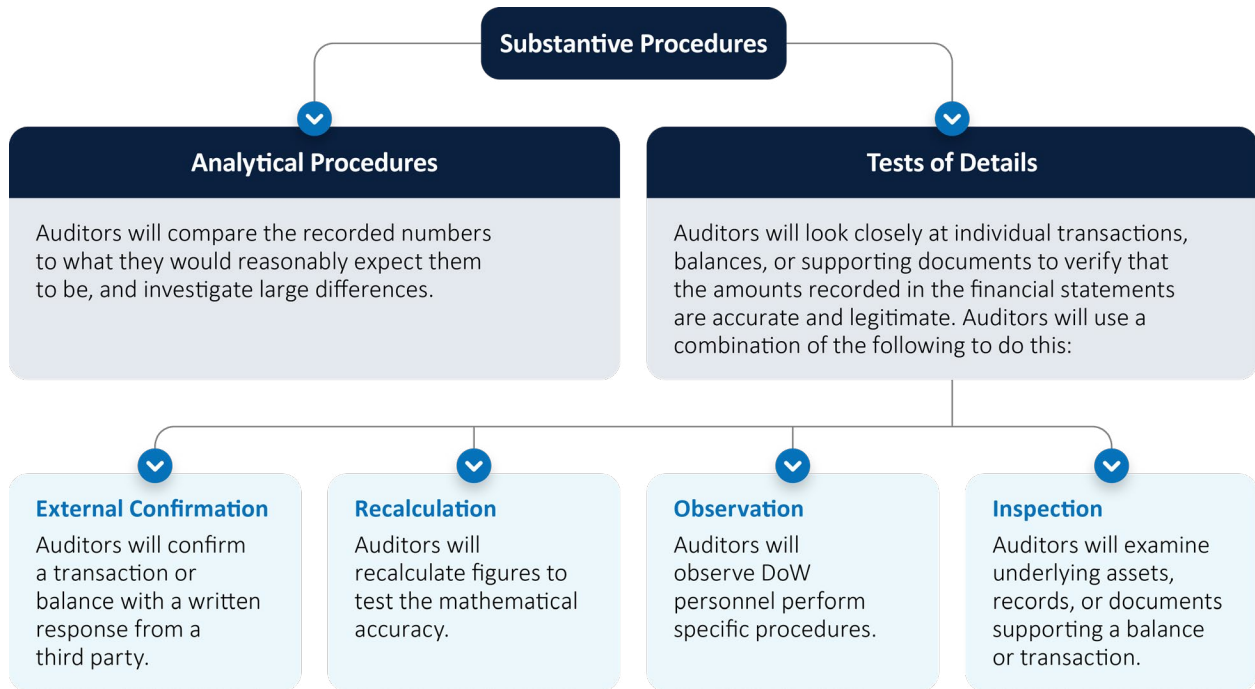 Substantive Procedures
Analytical Procedures
Auditors will compare the recorded numbers
to what they would reasonably expect them
to be, and investigate large differences.
Tests of Details
Auditors will look closely at individual transactions,
balances, or supporting documents to verify that
the amounts recorded in the financial statements
are accurate and legitimate. Auditors will use a
combination of the following to do this:
External Confirmation
Auditors will confirm
a transaction or
balance with a written
response from a
third party.
Recalculation
Auditors will
recalculate figures to
test the mathematical
accuracy.
Observation
Auditors will
observe DoW
personnel perform
specific procedures.
Inspection
Auditors will examine
underlying assets,
records, or documents
supporting a balance
or transaction.